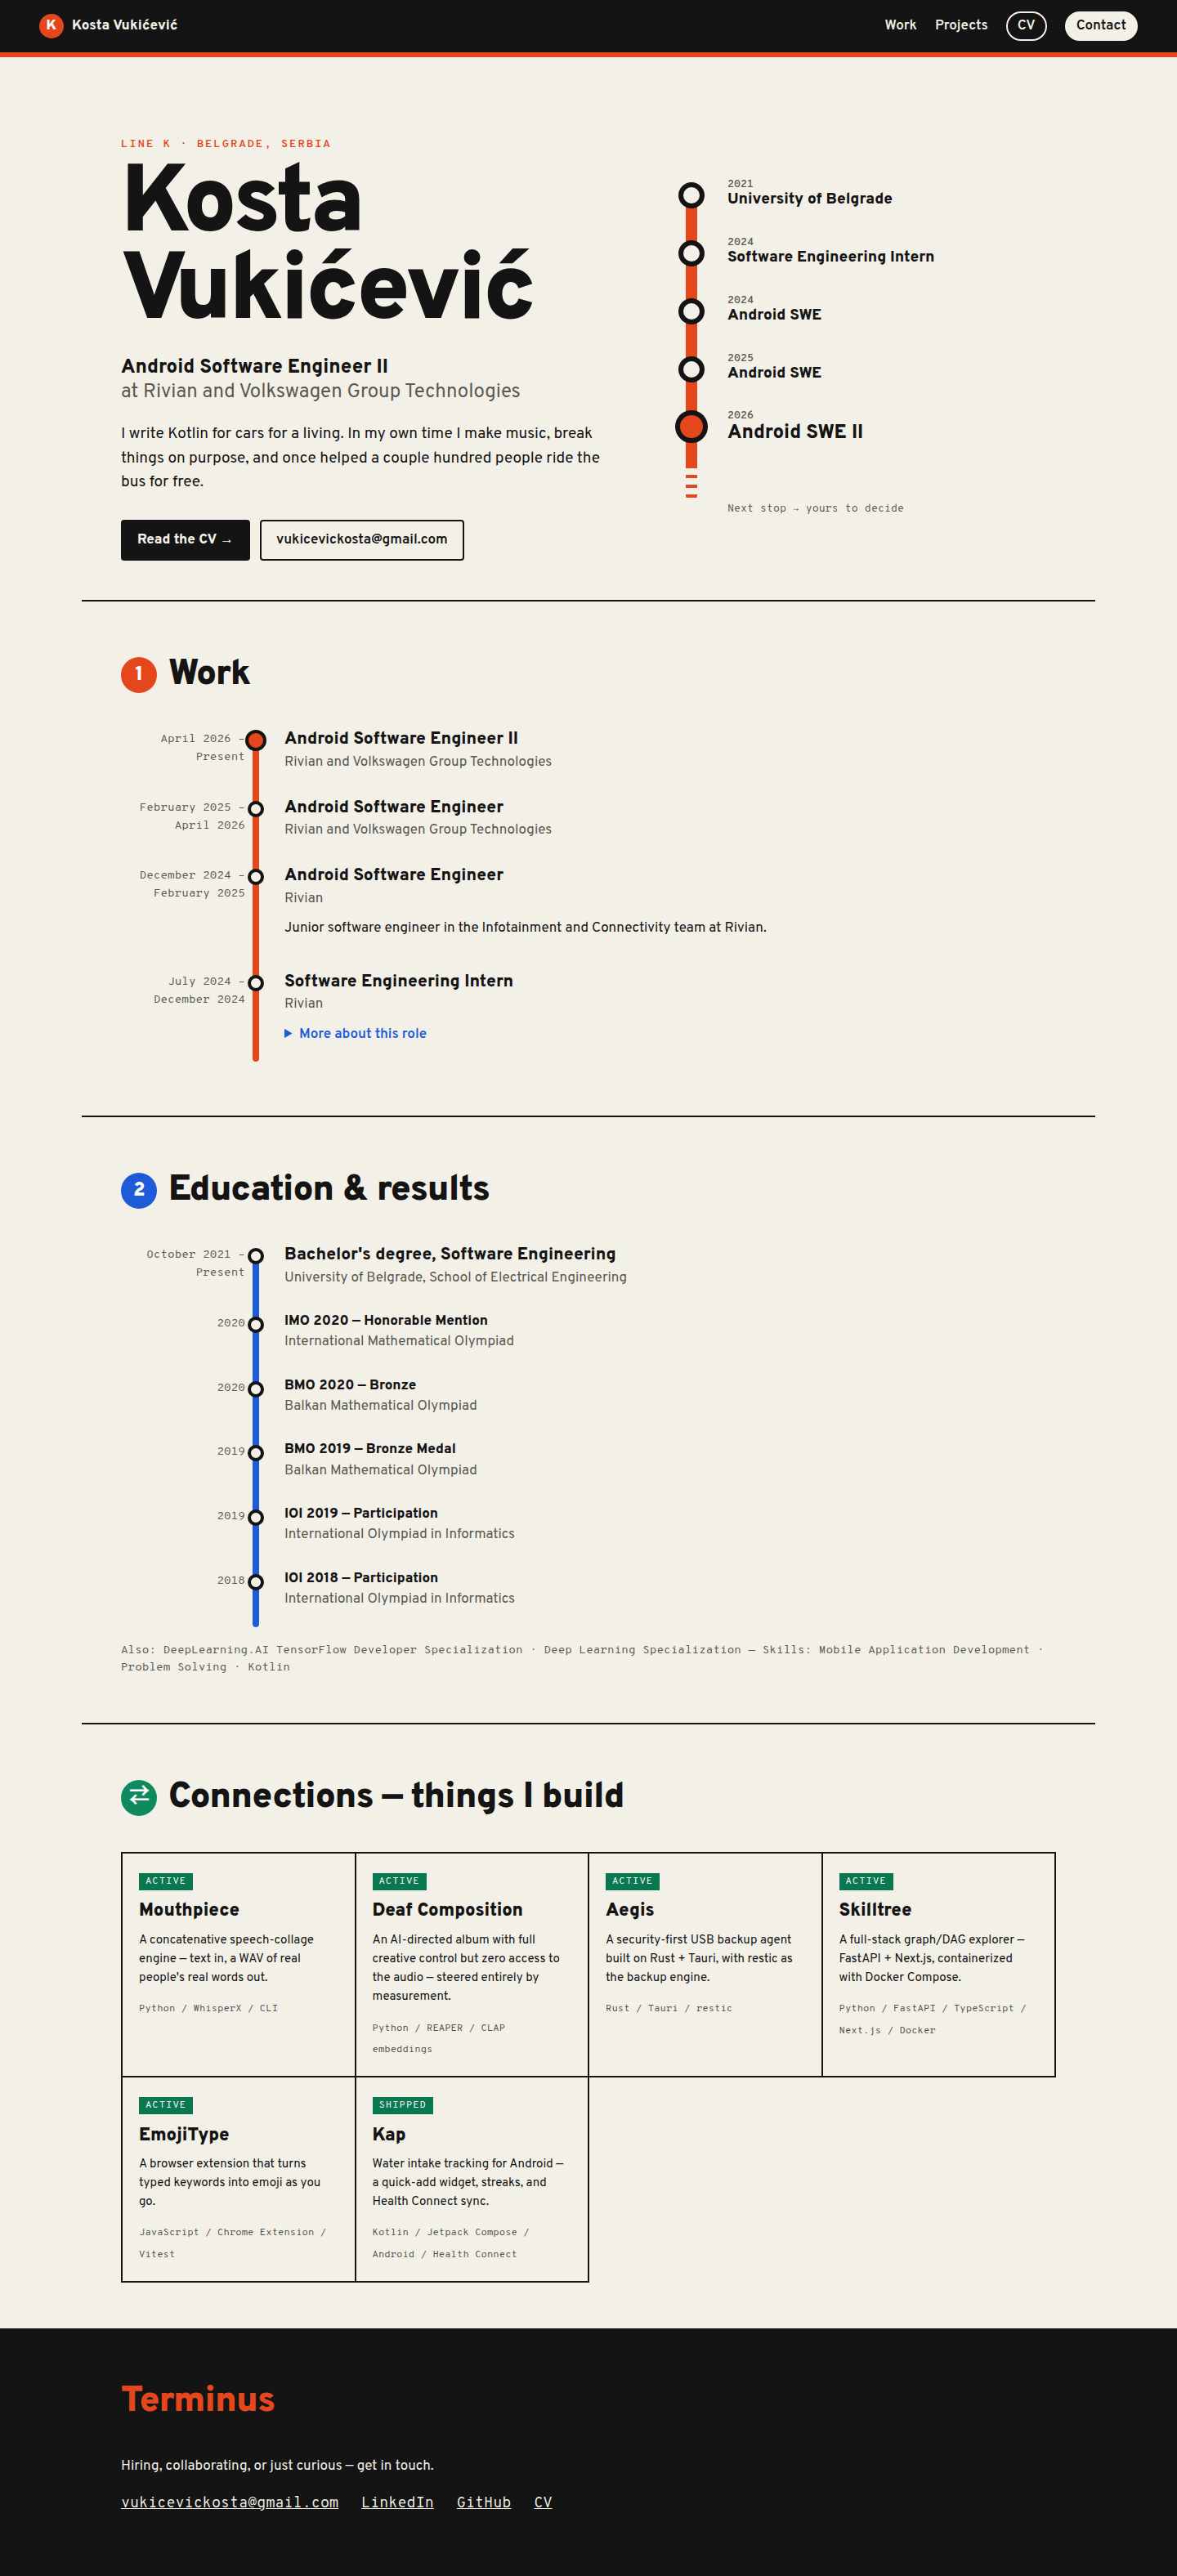 K Kosta Vukićević
Work Projects CV Contact
LINE K · BELGRADE, SERBIA
Kosta
Vukićević
Android Software Engineer II
at Rivian and Volkswagen Group Technologies
I write Kotlin for cars for a living. In my own time I make music, break
things on purpose, and once helped a couple hundred people ride the
bus for free.
Read the CV →
vukicevickosta@gmail.com
2021
University of Belgrade
2024
Software Engineering Intern
2024
Android SWE
2025
Android SWE
2026
Android SWE II
Next stop → yours to decide
1 Work
April 2026 –
Present
Android Software Engineer II
Rivian and Volkswagen Group Technologies
February 2025 –
April 2026
Android Software Engineer
Rivian and Volkswagen Group Technologies
December 2024 –
February 2025
Android Software Engineer
Rivian
Junior software engineer in the Infotainment and Connectivity team at Rivian.
July 2024 –
December 2024
Software Engineering Intern
Rivian
▶ More about this role
2 Education & results
October 2021 –
Present
Bachelor's degree, Software Engineering
University of Belgrade, School of Electrical Engineering
2020
IMO 2020 — Honorable Mention
International Mathematical Olympiad
2020
BMO 2020 — Bronze
Balkan Mathematical Olympiad
2019
BMO 2019 — Bronze Medal
Balkan Mathematical Olympiad
2019
IOI 2019 — Participation
International Olympiad in Informatics
2018
IOI 2018 — Participation
International Olympiad in Informatics
Also: DeepLearning.AI TensorFlow Developer Specialization · Deep Learning Specialization — Skills: Mobile Application Development ·
Problem Solving · Kotlin
⇄ Connections — things I build
ACTIVE
Mouthpiece
A concatenative speech-collage
engine — text in, a WAV of real
people's real words out.
Python / WhisperX / CLI
ACTIVE
Deaf Composition
An AI-directed album with full
creative control but zero access to
the audio — steered entirely by
measurement.
Python / REAPER / CLAP
embeddings
ACTIVE
Aegis
A security-first USB backup agent
built on Rust + Tauri, with restic as
the backup engine.
Rust / Tauri / restic
ACTIVE
Skilltree
A full-stack graph/DAG explorer —
FastAPI + Next.js, containerized
with Docker Compose.
Python / FastAPI / TypeScript /
Next.js / Docker
ACTIVE
EmojiType
A browser extension that turns
typed keywords into emoji as you
go.
JavaScript / Chrome Extension /
Vitest
SHIPPED
Kap
Water intake tracking for Android —
a quick-add widget, streaks, and
Health Connect sync.
Kotlin / Jetpack Compose /
Android / Health Connect
Terminus
Hiring, collaborating, or just curious — get in touch.
vukicevickosta@gmail.com LinkedIn GitHub CV